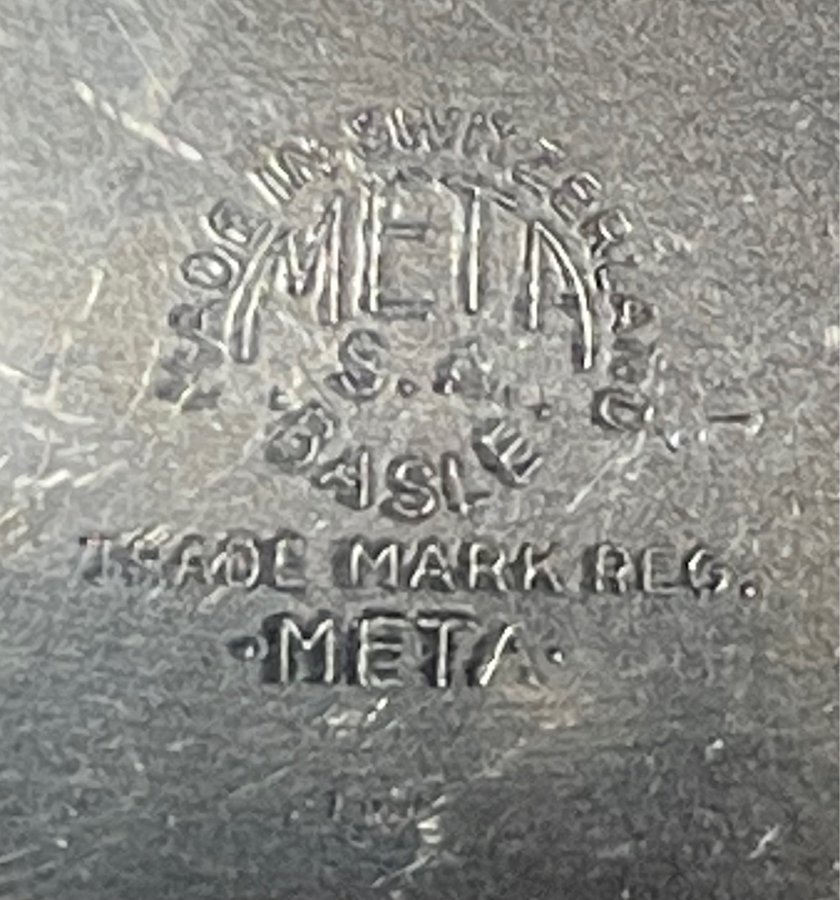 MADE IN SWITZERLAND
META
S.A.
BASLE
TRADE MARK REG.
·META·